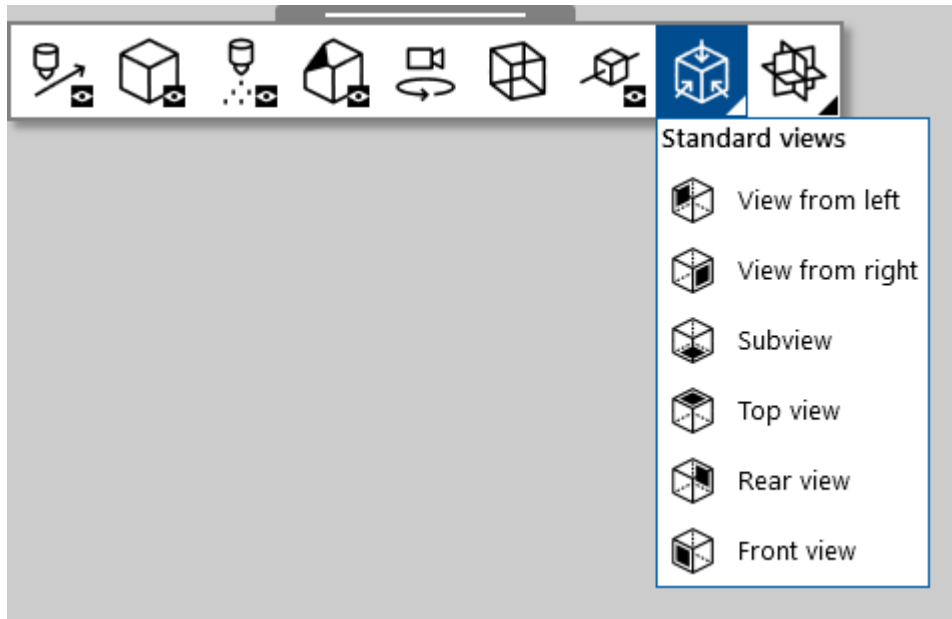 Standard views
View from left
View from right
Subview
Top view
Rear view
Front view